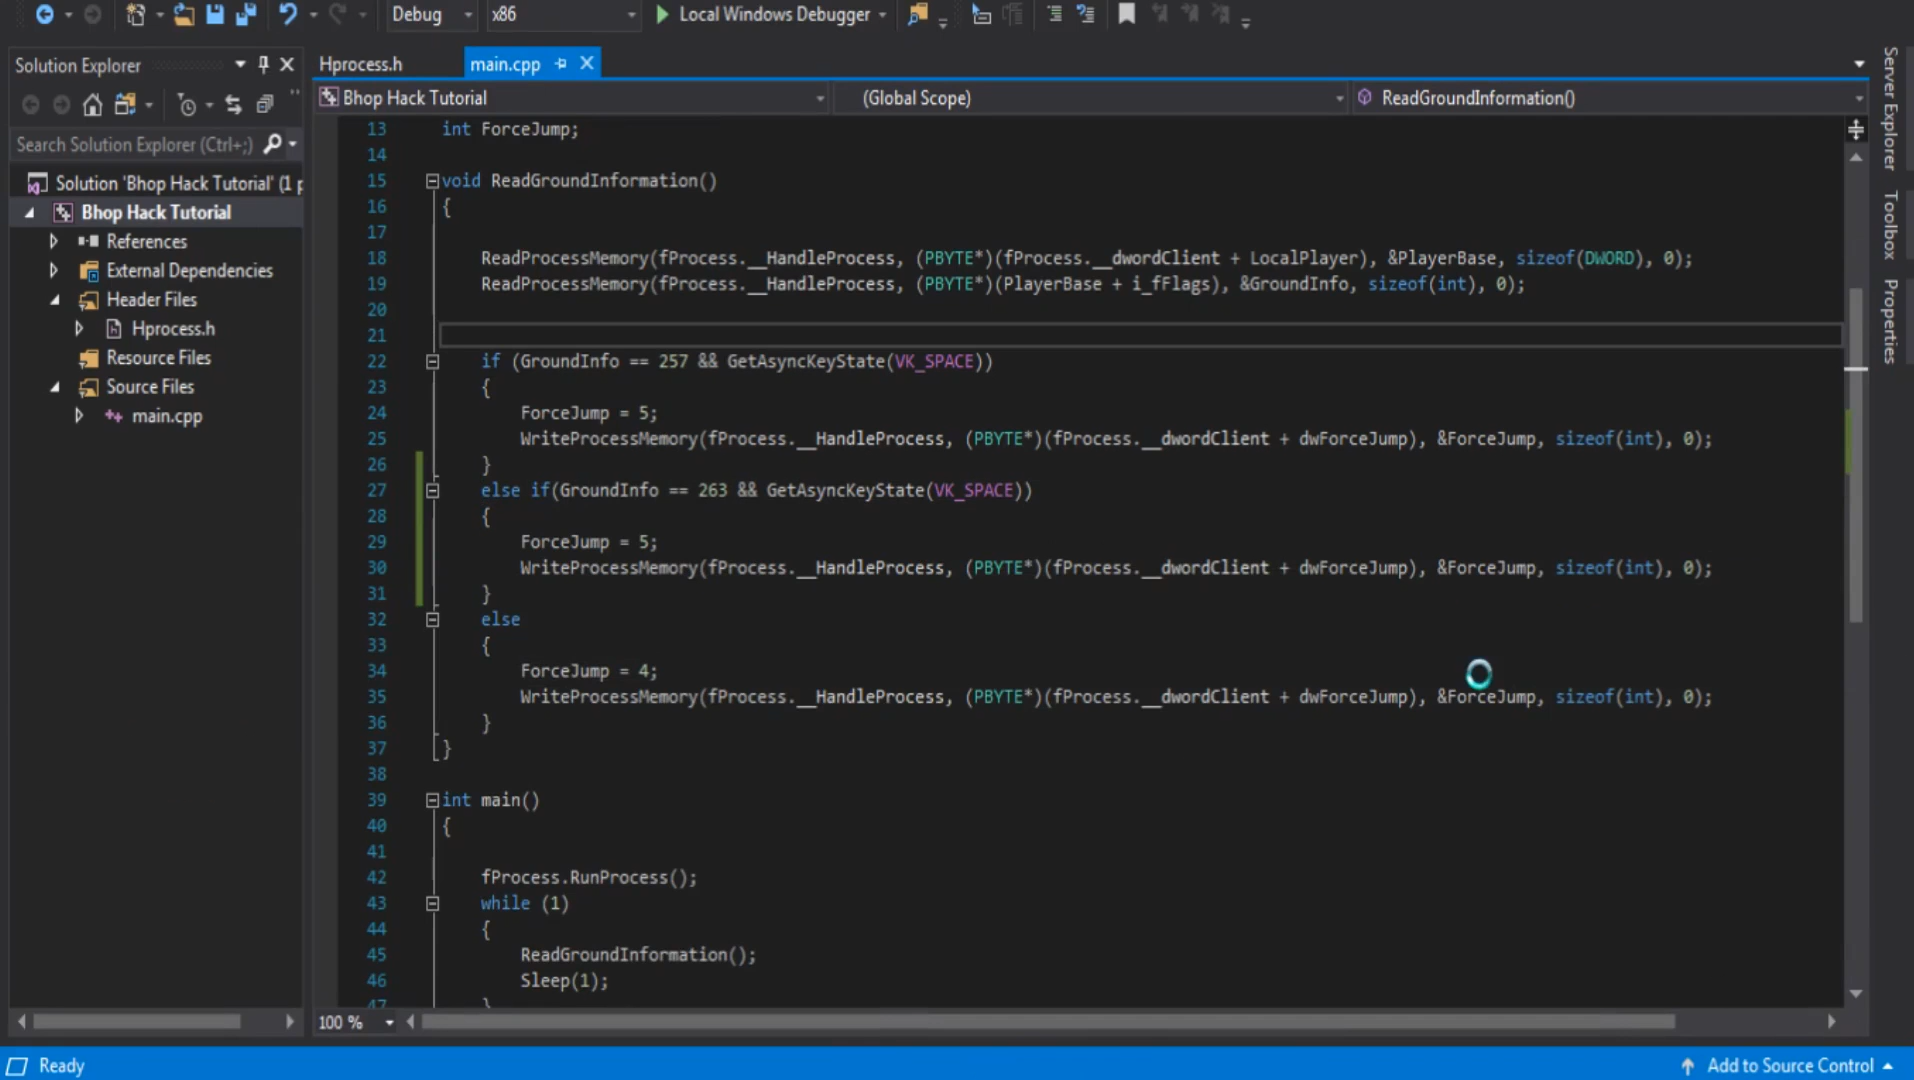 Debug
x86
Local Windows Debugger
Solution Explorer
Search Solution Explorer (Ctrl+;)
Solution 'Bhop Hack Tutorial' (1 p
Bhop Hack Tutorial
References
External Dependencies
Header Files
Hprocess.h
Resource Files
Source Files
main.cpp
Hprocess.h
main.cpp
Bhop Hack Tutorial
(Global Scope)
ReadGroundInformation()
13 int ForceJump;
14
15 void ReadGroundInformation()
16 {
17
18 ReadProcessMemory(fProcess.__HandleProcess, (PBYTE*)(fProcess.__dwordClient + LocalPlayer), &PlayerBase, sizeof(DWORD), 0);
19 ReadProcessMemory(fProcess.__HandleProcess, (PBYTE*)(PlayerBase + i_fFlags), &GroundInfo, sizeof(int), 0);
20
21
22 if (GroundInfo == 257 && GetAsyncKeyState(VK_SPACE))
23 {
24 ForceJump = 5;
25 WriteProcessMemory(fProcess.__HandleProcess, (PBYTE*)(fProcess.__dwordClient + dwForceJump), &ForceJump, sizeof(int), 0);
26 }
27 else if(GroundInfo == 263 && GetAsyncKeyState(VK_SPACE))
28 {
29 ForceJump = 5;
30 WriteProcessMemory(fProcess.__HandleProcess, (PBYTE*)(fProcess.__dwordClient + dwForceJump), &ForceJump, sizeof(int), 0);
31 }
32 else
33 {
34 ForceJump = 4;
35 WriteProcessMemory(fProcess.__HandleProcess, (PBYTE*)(fProcess.__dwordClient + dwForceJump), &ForceJump, sizeof(int), 0);
36 }
37 }
38
39 int main()
40 {
41
42 fProcess.RunProcess();
43 while (1)
44 {
45 ReadGroundInformation();
46 Sleep(1);
47 }
100 %
Server Explorer
Toolbox
Properties
Ready
Add to Source Control